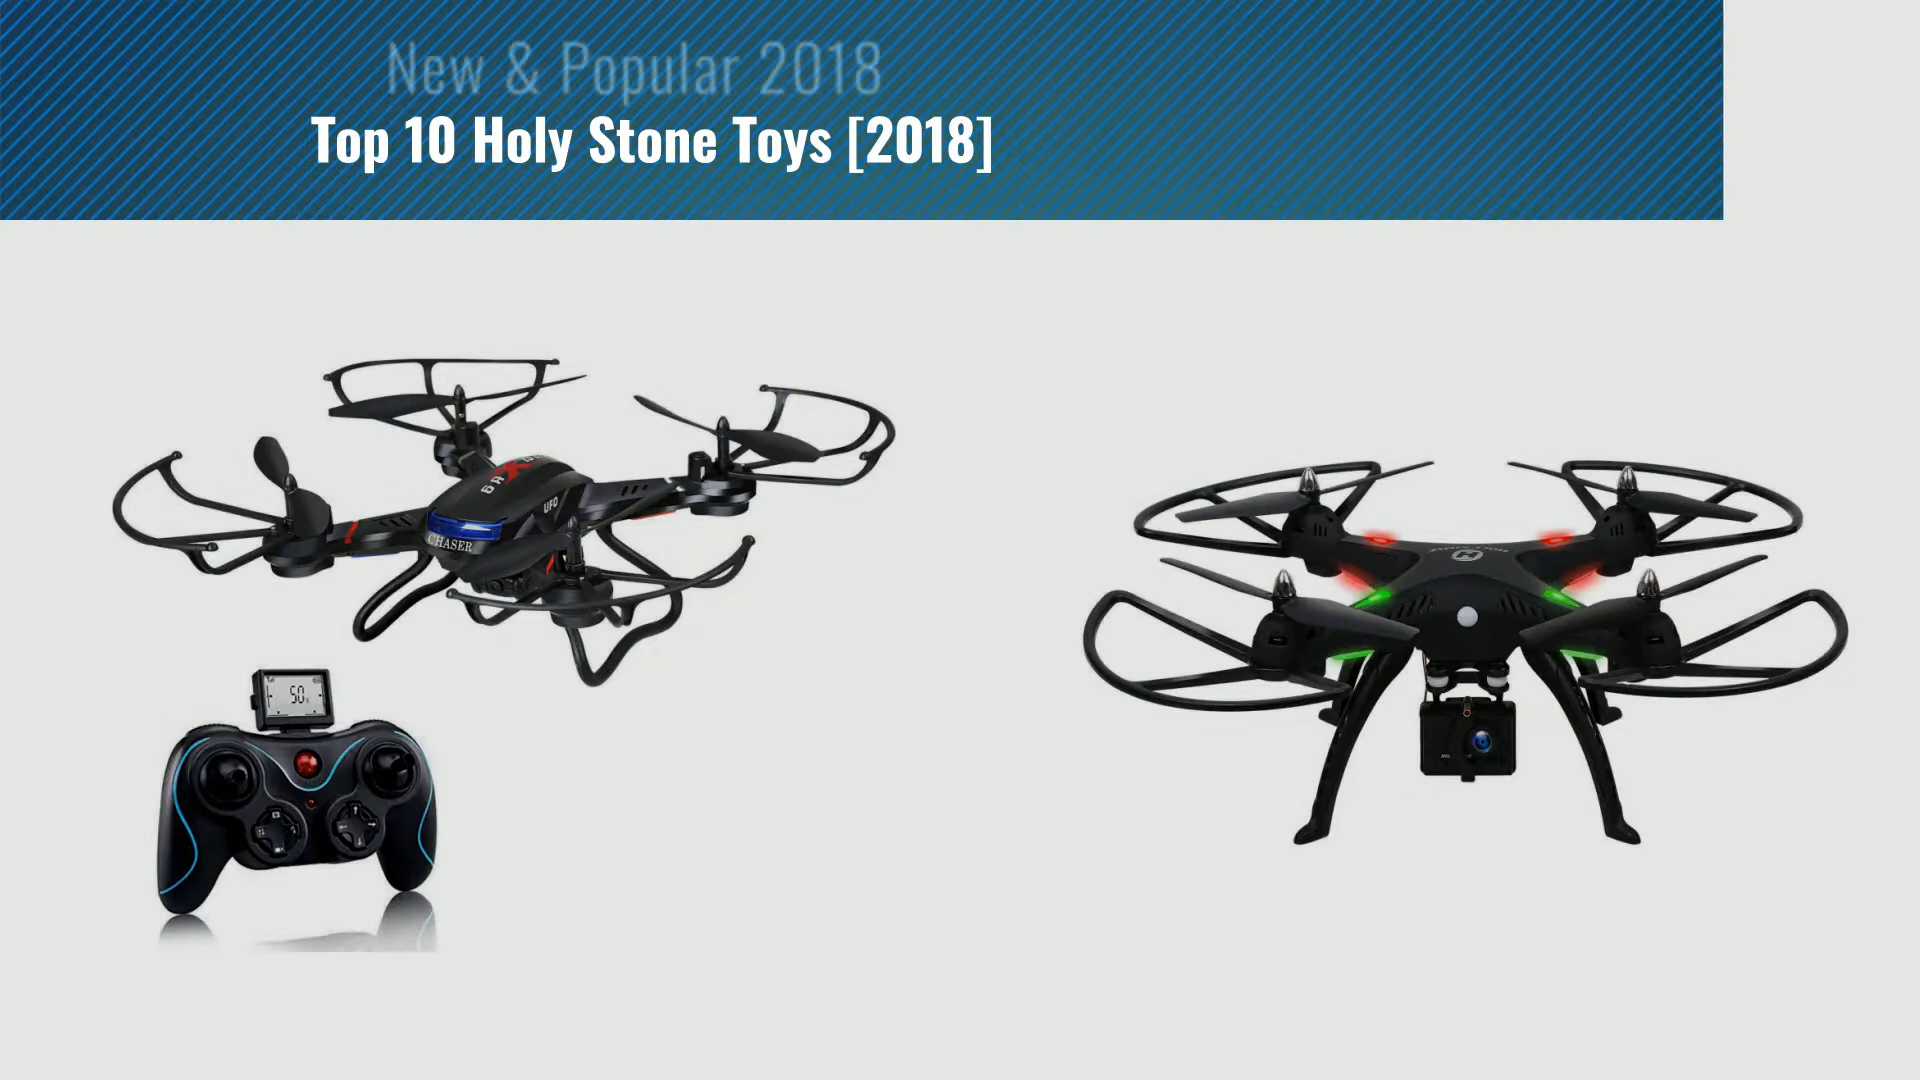 New & Popular 2018
Top 10 Holy Stone Toys [2018]
UFO
CHASER
50